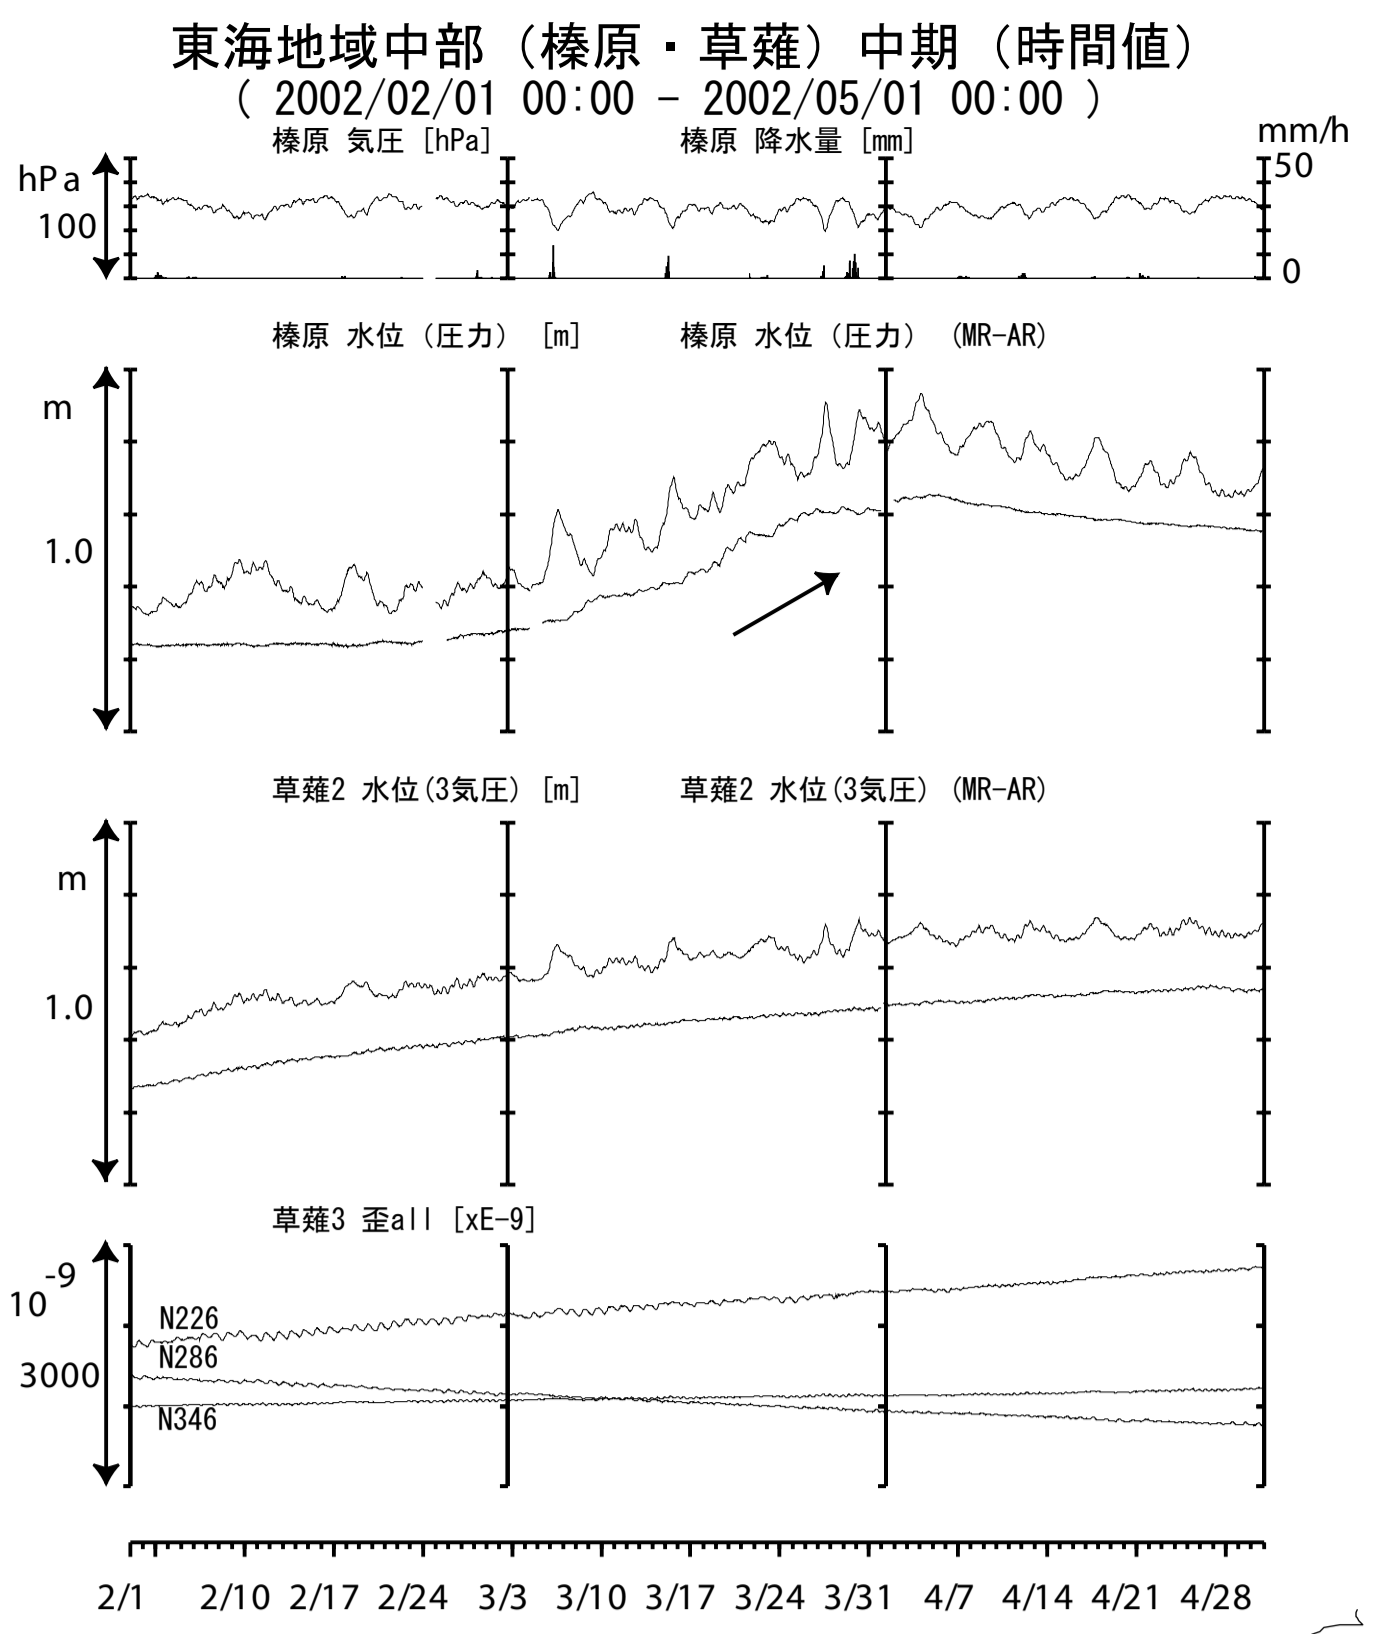 東海地域中部（榛原・草薙）中期（時間値）
( 2002/02/01 00:00 - 2002/05/01 00:00 )
榛原 気圧 [hPa] 榛原 降水量 [mm]
mm/h
hPa
50
100
0
榛原 水位（圧力） [m] 榛原 水位（圧力） (MR-AR)
m
1.0
草薙2 水位(3気圧) [m] 草薙2 水位(3気圧) (MR-AR)
m
1.0
草薙3 歪all [xE-9]
-9
10
N226
N286
3000
N346
2/1 2/10 2/17 2/24 3/3 3/10 3/17 3/24 3/31 4/7 4/14 4/21 4/28